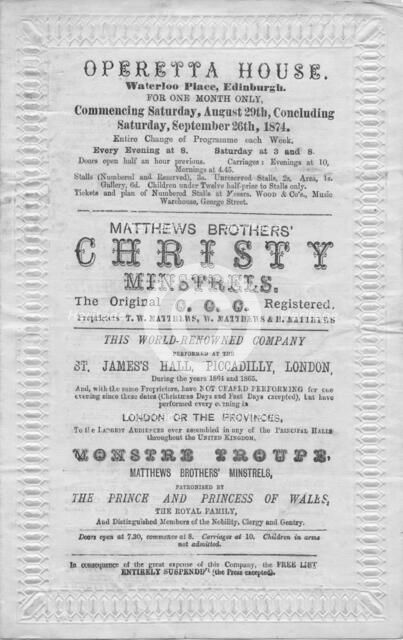 OPERETTA HOUSE.
Waterloo Place, Edinburgh.
FOR ONE MONTH ONLY,
Commencing Saturday, August 29th, Concluding
Saturday, September 26th, 1874.
Entire Change of Programme each Week.
Every Evening at 8. Saturday at 3 and 8.
Doors open half an hour previous. Carriages: Evenings at 10,
Mornings at 4.45.
Stalls (Numbered and Reserved), 3s. Unreserved Stalls, 2s. Area, 1s.
Gallery, 6d. Children under Twelve half-price to Stalls only.
Tickets and plan of Numbered Stalls at Messrs. WOOD & Co's., Music
Warehouse, George Street.
MATTHEWS BROTHERS'
CHRISTY
MINSTRELS.
The Original C. C. C. Registered.
Proprietors T. W. MATTHEWS, W. MATTHEWS & H. MATTHEWS
THIS WORLD-RENOWNED COMPANY
PERFORMED AT THE
ST. JAMES'S HALL, PICCADILLY, LONDON,
During the years 1864 and 1865.
And, with the same Proprietors, have NOT CEASED PERFORMING for one
evening since these dates (Christmas Days and Fast Days excepted), but have
performed every evening in
LONDON OR THE PROVINCES,
To the LARGEST AUDIENCES ever assembled in any of the PRINCIPAL HALLS
throughout the UNITED KINGDOM.
MONSTRE TROUPE,
MATTHEWS BROTHERS' MINSTRELS,
PATRONISED BY
THE PRINCE AND PRINCESS OF WALES,
THE ROYAL FAMILY,
And Distinguished Members of the Nobility, Clergy and Gentry.
Doors open at 7.30, commence at 8. Carriages at 10. Children in arms
not admitted.
In consequence of the great expense of this Company, the FREE LIST
ENTIRELY SUSPENDED (the Press excepted).